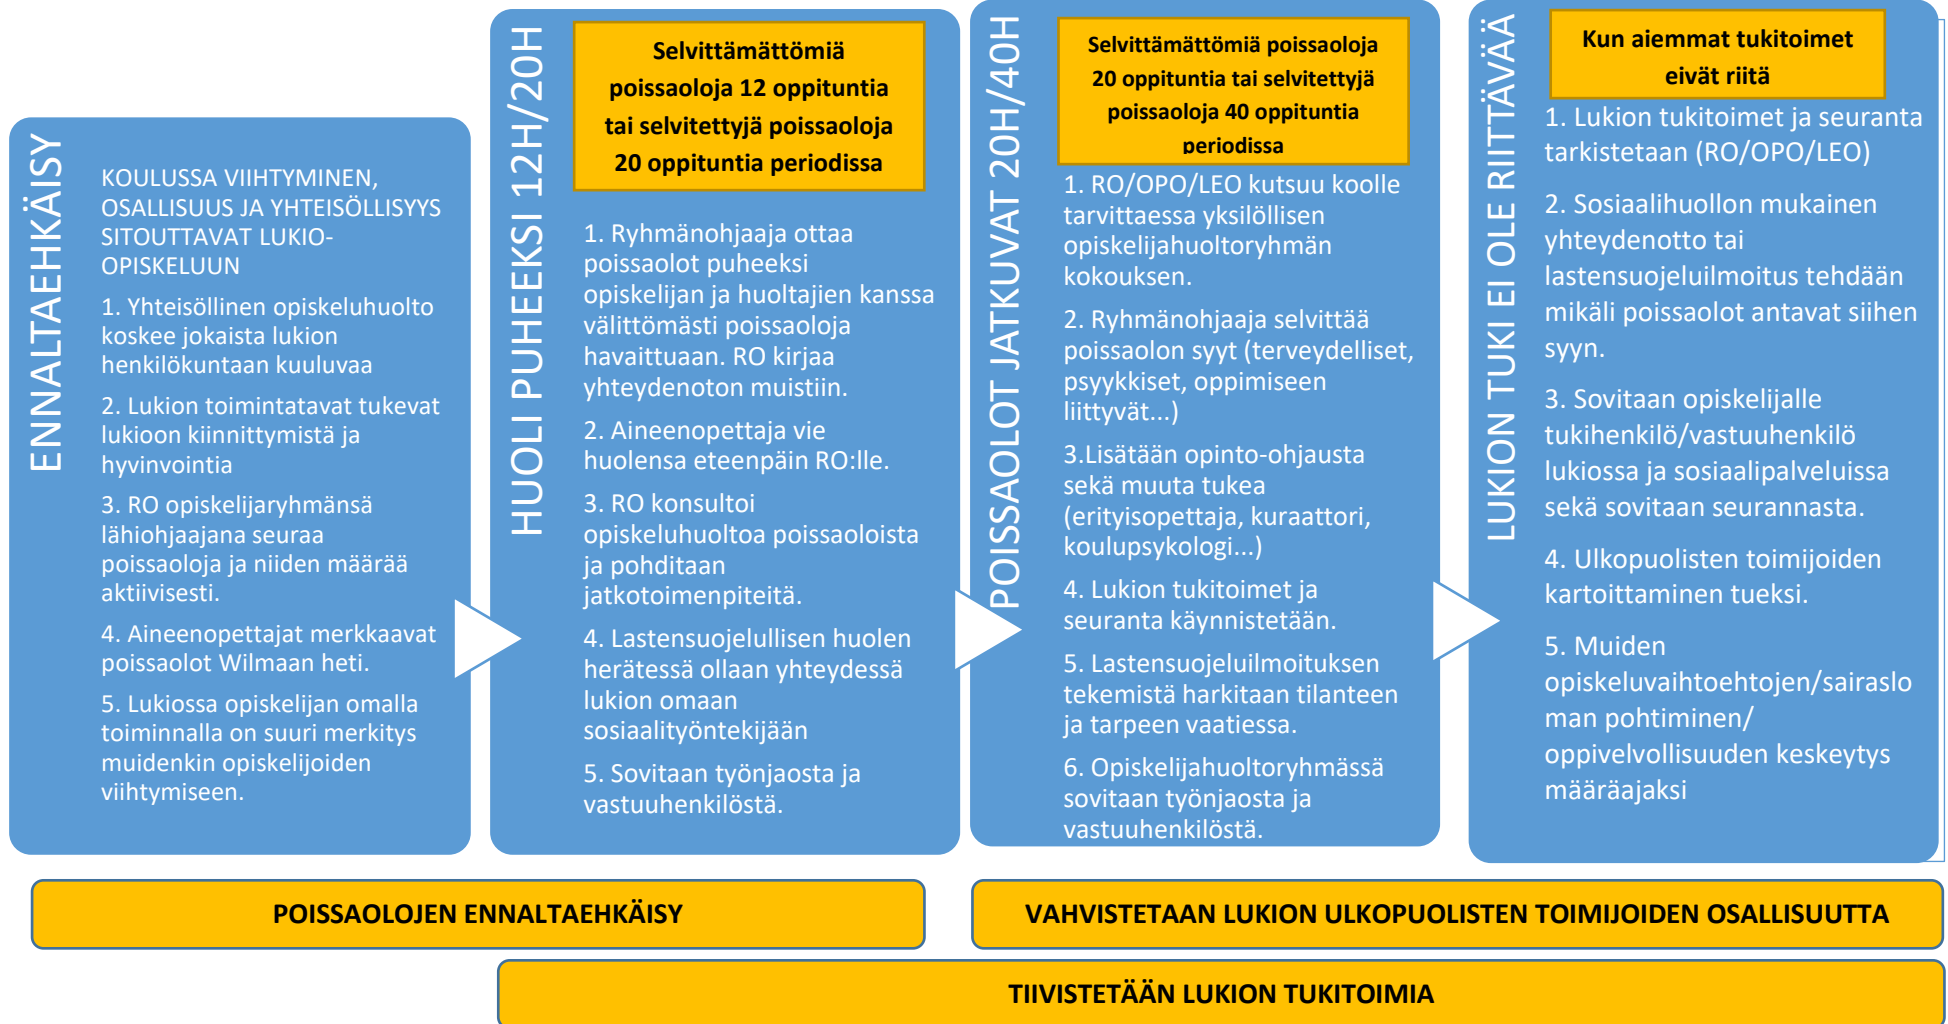 ENNALTAEHKÄISY
KOULUSSA VIIHTYMINEN,
OSALLISUUS JA YHTEISÖLLISYYS
SITOUTTAVAT LUKIO-
OPISKELUUN
1. Yhteisöllinen opiskeluhuolto
koskee jokaista lukion
henkilökuntaan kuuluvaa
2. Lukion toimintatavat tukevat
lukioon kiinnittymistä ja
hyvinvointia
3. RO opiskelijaryhmänsä
lähiohjaajana seuraa
poissaoloja ja niiden määrää
aktiivisesti.
4. Aineenopettajat merkkaavat
poissaolot Wilmaan heti.
5. Lukiossa opiskelijan omalla
toiminnalla on suuri merkitys
muidenkin opiskelijoiden
viihtymiseen.
HUOLI PUHEEKSI 12H/20H
Selvittämättömiä
poissaoloja 12 oppituntia
tai selvitettyjä poissaoloja
20 oppituntia periodissa
1. Ryhmänohjaaja ottaa
poissaolot puheeksi
opiskelijan ja huoltajien kanssa
välittömästi poissaoloja
havaittuaan. RO kirjaa
yhteydenoton muistiin.
2. Aineenopettaja vie
huolensa eteenpäin RO:lle.
3. RO konsultoi
opiskeluhuoltoa poissaoloista
ja pohditaan
jatkotoimenpiteitä.
4. Lastensuojelullisen huolen
herätessä ollaan yhteydessä
lukion omaan
sosiaalityöntekijään
5. Sovitaan työnjaosta ja
vastuuhenkilöstä.
POISSAOLOT JATKUVAT 20H/40H
Selvittämättömiä poissaoloja
20 oppituntia tai selvitettyjä
poissaoloja 40 oppituntia
periodissa
1. RO/OPO/LEO kutsuu koolle
tarvittaessa yksilöllisen
opiskelijahuoltoryhmän
kokouksen.
2. Ryhmänohjaaja selvittää
poissaolon syyt (terveydelliset,
psyykkiset, oppimiseen
liittyvät...)
3.Lisätään opinto-ohjausta
sekä muuta tukea
(erityisopettaja, kuraattori,
koulupsykologi...)
4. Lukion tukitoimet ja
seuranta käynnistetään.
5. Lastensuojeluilmoituksen
tekemistä harkitaan tilanteen
ja tarpeen vaatiessa.
6. Opiskelijahuoltoryhmässä
sovitaan työnjaosta ja
vastuuhenkilöstä.
LUKION TUKI EI OLE RIITTÄVÄÄ
Kun aiemmat tukitoimet
eivät riitä
1. Lukion tukitoimet ja seuranta
tarkistetaan (RO/OPO/LEO)
2. Sosiaalihuollon mukainen
yhteydenotto tai
lastensuojeluilmoitus tehdään
mikäli poissaolot antavat siihen
syyn.
3. Sovitaan opiskelijalle
tukihenkilö/vastuuhenkilö
lukiossa ja sosiaalipalveluissa
sekä sovitaan seurannasta.
4. Ulkopuolisten toimijoiden
kartoittaminen tueksi.
5. Muiden
opiskeluvaihtoehtojen/sairaslo
man pohtiminen/
oppivelvollisuuden keskeytys
määräajaksi
POISSAOLOJEN ENNALTAEHKÄISY
VAHVISTETAAN LUKION ULKOPUOLISTEN TOIMIJOIDEN OSALLISUUTTA
TIIVISTETÄÄN LUKION TUKITOIMIA